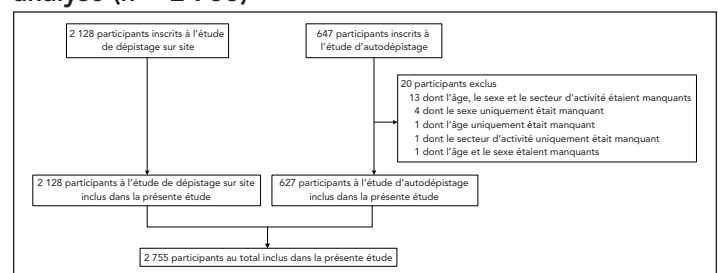 2 128 participants inscrits à l'étude
de dépistage sur site
647 participants inscrits à
l'étude d'autodépistage
20 participants exclus
13 dont l'âge, le sexe et le secteur d'activité étaient manquants
4 dont le sexe uniquement était manquant
1 dont l'âge uniquement était manquant
1 dont le secteur d'activité uniquement était manquant
1 dont l'âge et le sexe étaient manquants
2 128 participants à l'étude de dépistage sur site
inclus dans la présente étude
627 participants à l'étude d'autodépistage
inclus dans la présente étude
2 755 participants au total inclus dans la présente étude